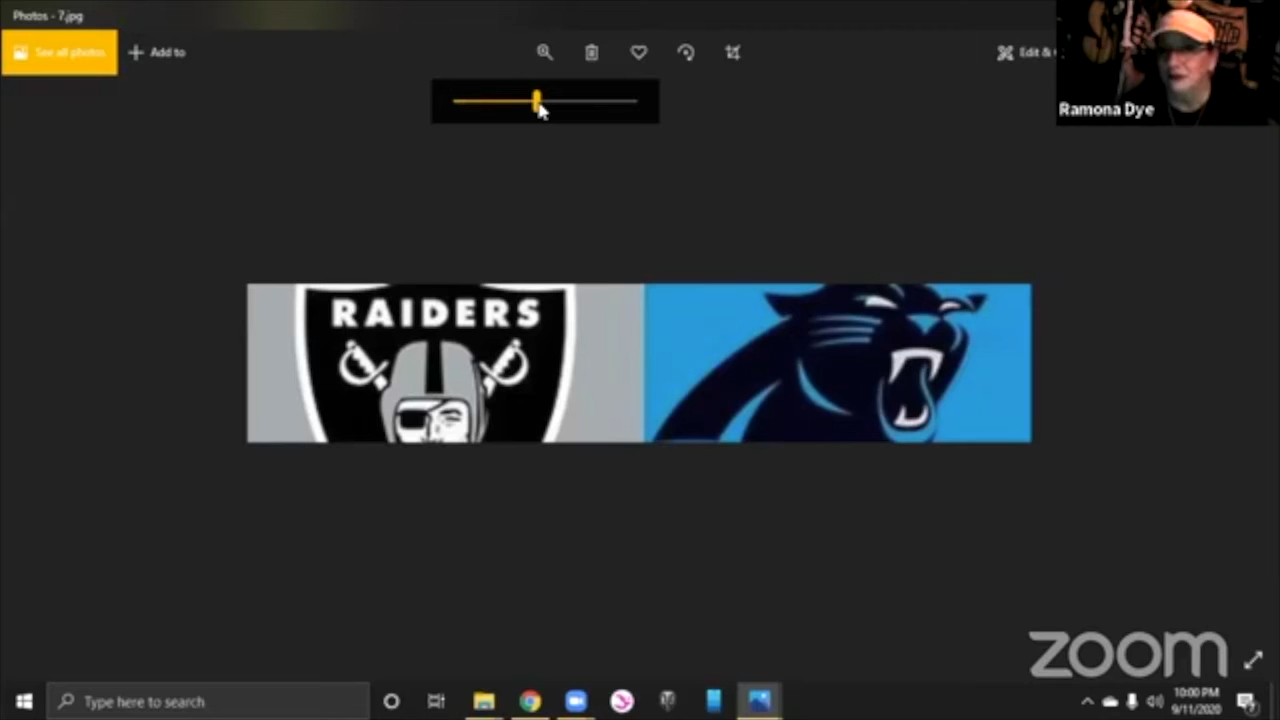 Photos - 7.jpg
See all photos
Add to
Edit &
Ramona Dye
RAIDERS
zoom
Type here to search
10:00 PM
9/11/2020